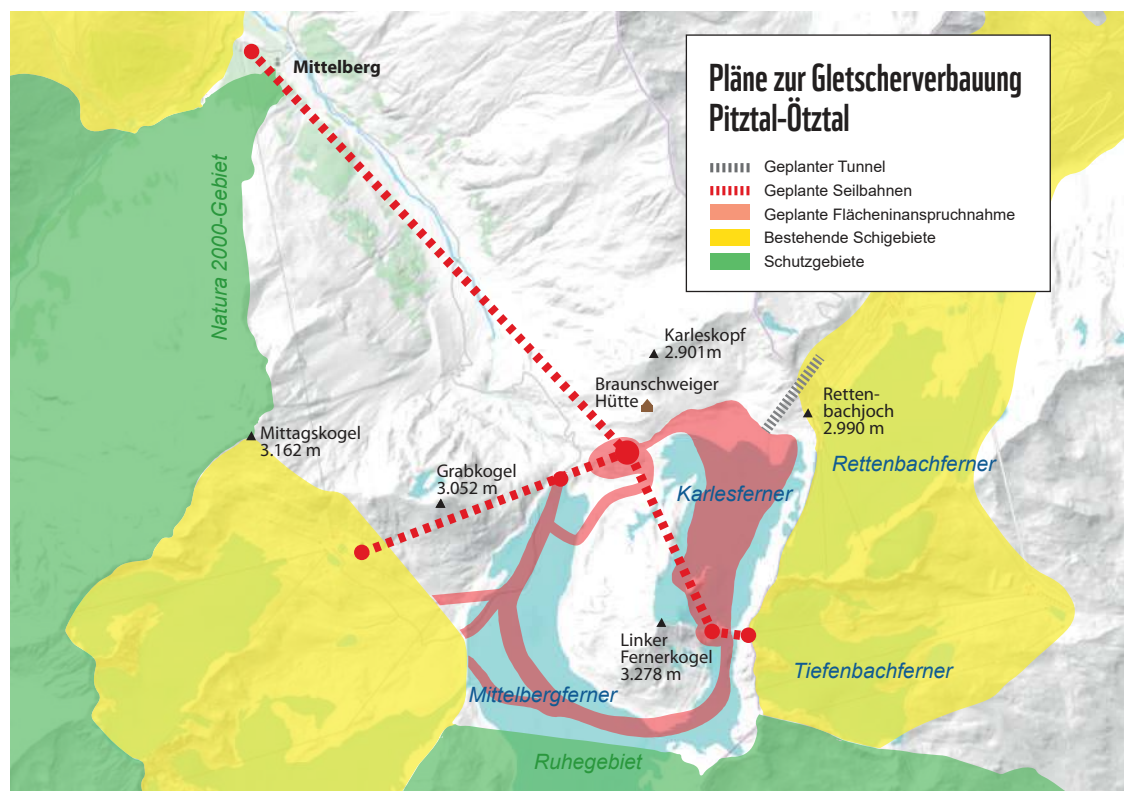 Mittelberg
Pläne zur Gletscherverbauung
Pitztal-Ötztal
Geplanter Tunnel
Geplante Seilbahnen
Geplante Flächeninanspruchnahme
Bestehende Schigebiete
Schutzgebiete
Natura 2000-Gebiet
Karleskopf
2.901m
Braunschweiger
Hütte
Retten-
bachjoch
2.990 m
Mittagskogel
3.162 m
Grabkogel
3.052 m
Rettenbachferner
Karlesferner
Linker
Fernerkogel
3.278 m
Tiefenbachferner
Mittelbergferner
Ruhegebiet